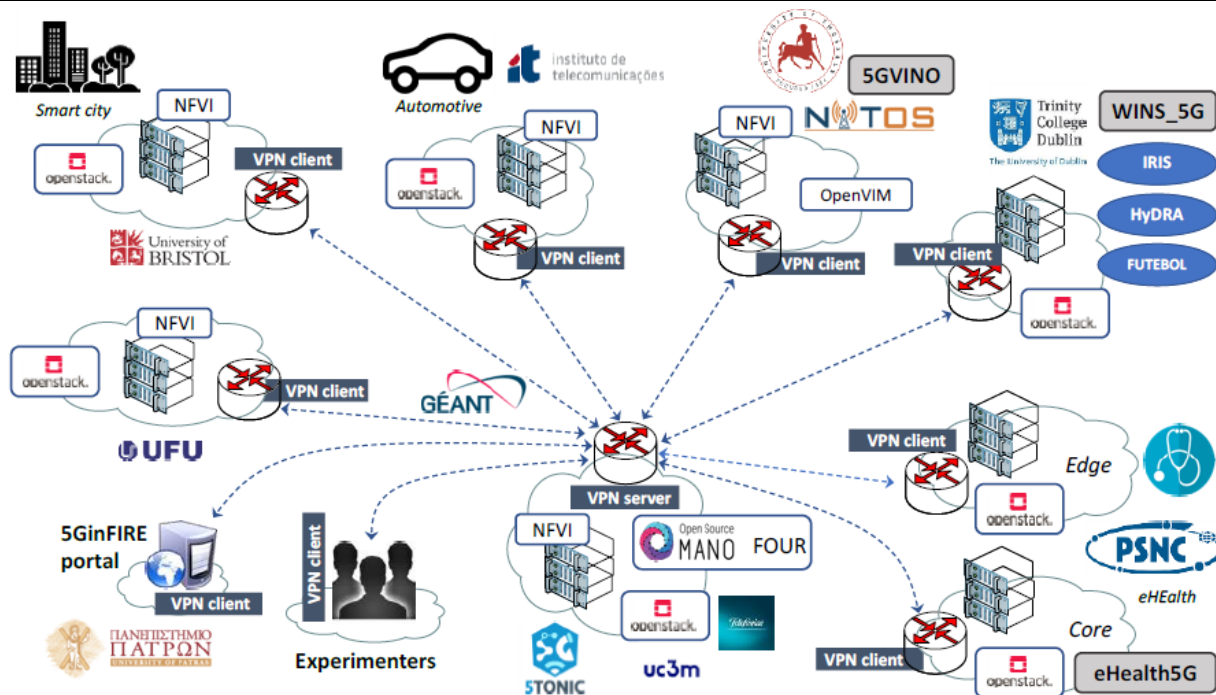 Smart city
NFVI
openstack.
VPN client
University of
BRISTOL
Automotive
instituto de
telecomunicações
NFVI
openstack.
VPN client
UNIVERSITY OF THESSALY
5GVINO
NITOS
NFVI
OpenVIM
VPN client
Trinity
College
Dublin
The University of Dublin
WINS_5G
IRIS
HyDRA
FUTEBOL
VPN client
openstack.
NFVI
openstack.
VPN client
UFU
GÉANT
VPN server
NFVI
Open Source
MANO
FOUR
openstack.
Telefonica
5TONIC
uc3m
5GinFIRE
portal
VPN client
ΠΑΝΕΠΙΣΤΗΜΙΟ
ΠΑΤΡΩΝ
UNIVERSITY OF PATRAS
VPN client
Experimenters
VPN client
Edge
openstack.
PSNC
eHEalth
Core
VPN client
openstack.
eHealth5G